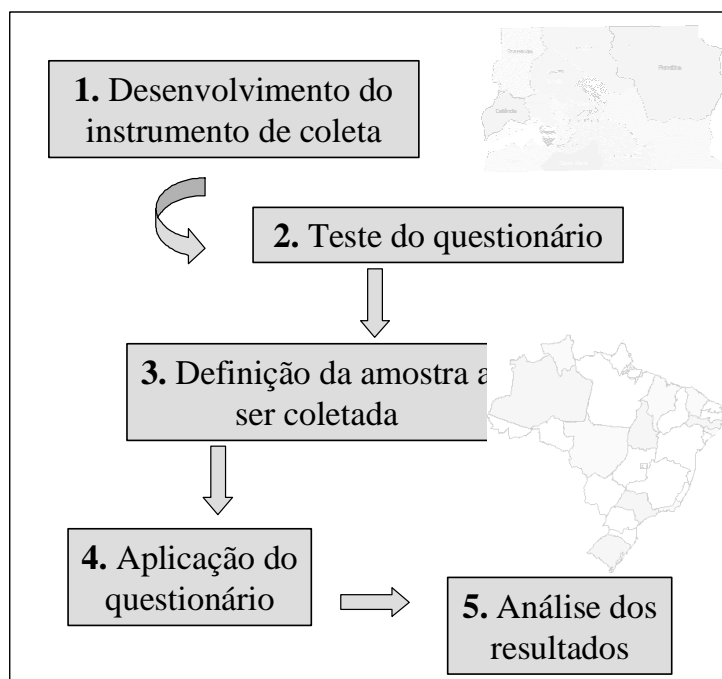 1. Desenvolvimento do
instrumento de coleta
2. Teste do questionário
3. Definição da amostra a
ser coletada
4. Aplicação do
questionário
5. Análise dos
resultados